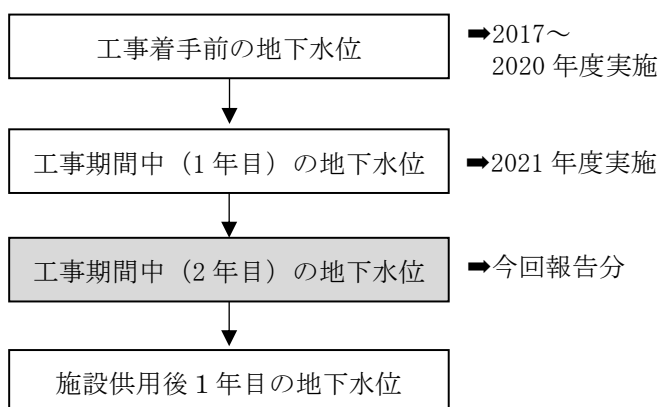 工事着手前の地下水位
➡2017～
2020 年度実施
工事期間中（1 年目）の地下水位
➡2021 年度実施
工事期間中（2 年目）の地下水位
➡今回報告分
施設供用後１年目の地下水位